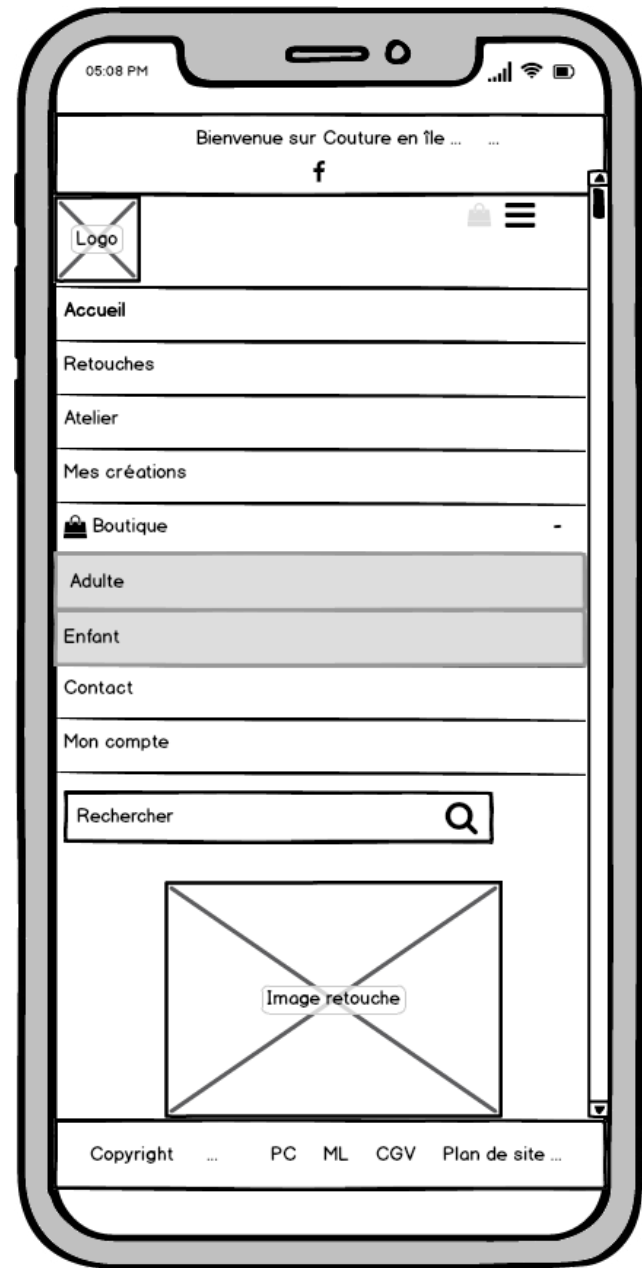 05:08 PM
Bienvenue sur Couture en île ... ...
f
Logo
Accueil
Retouches
Atelier
Mes créations
Boutique -
Adulte
Enfant
Contact
Mon compte
Rechercher
Image retouche
Copyright ... PC ML CGV Plan de site ...